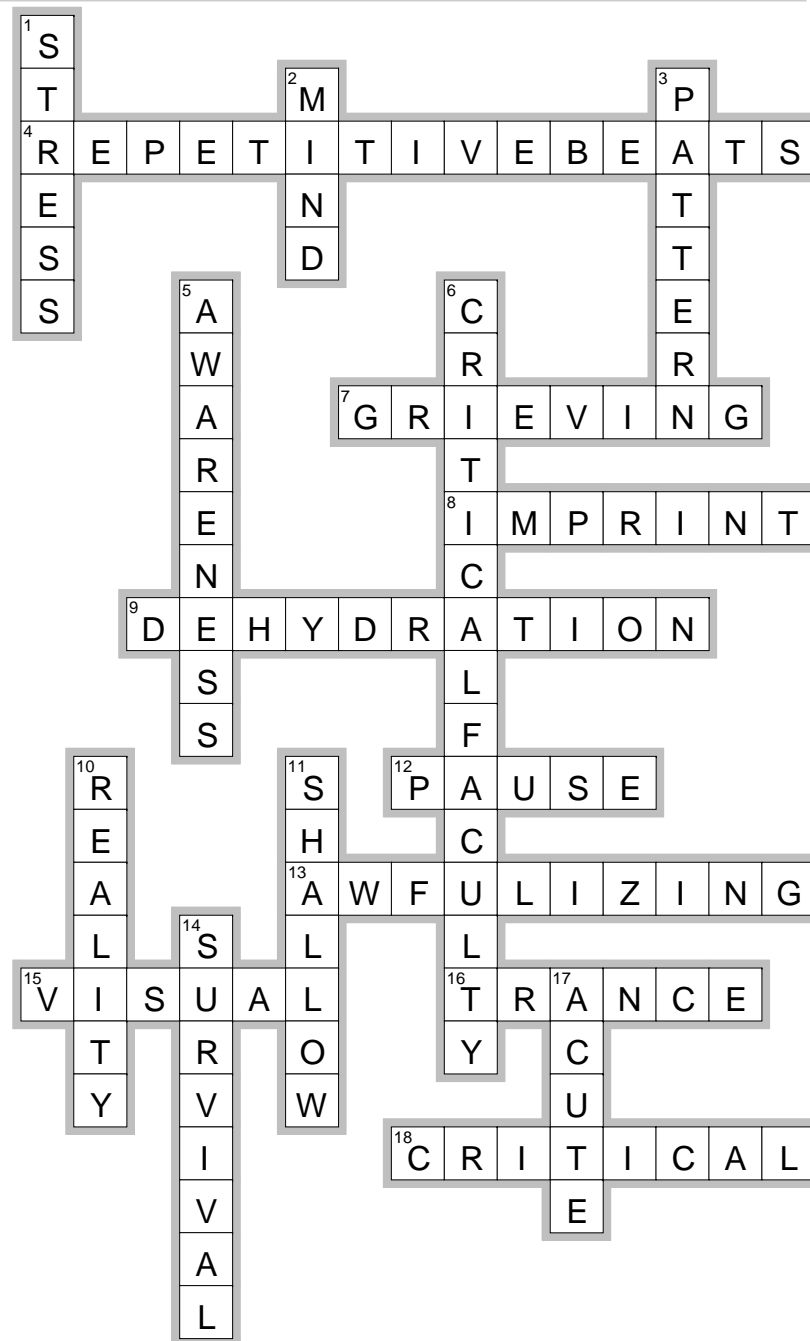 1 S
T 2 M 3 P
4 R E P E T I T I V E B E A T S
E N T
S D T
S 5 A 6 C E
W R R
A 7 G R I E V I N G
R T
E 8 I M P R I N T
N C
9 D E H Y D R A T I O N
S L
S F
10 R 11 S 12 P A U S E
E H C
A 13 A W F U L I Z I N G
L 14 S L L
15 V I S U A L 16 T R 17 A N C E
T R O Y C
Y V W U
I 18 C R I T I C A L
V E
A
L